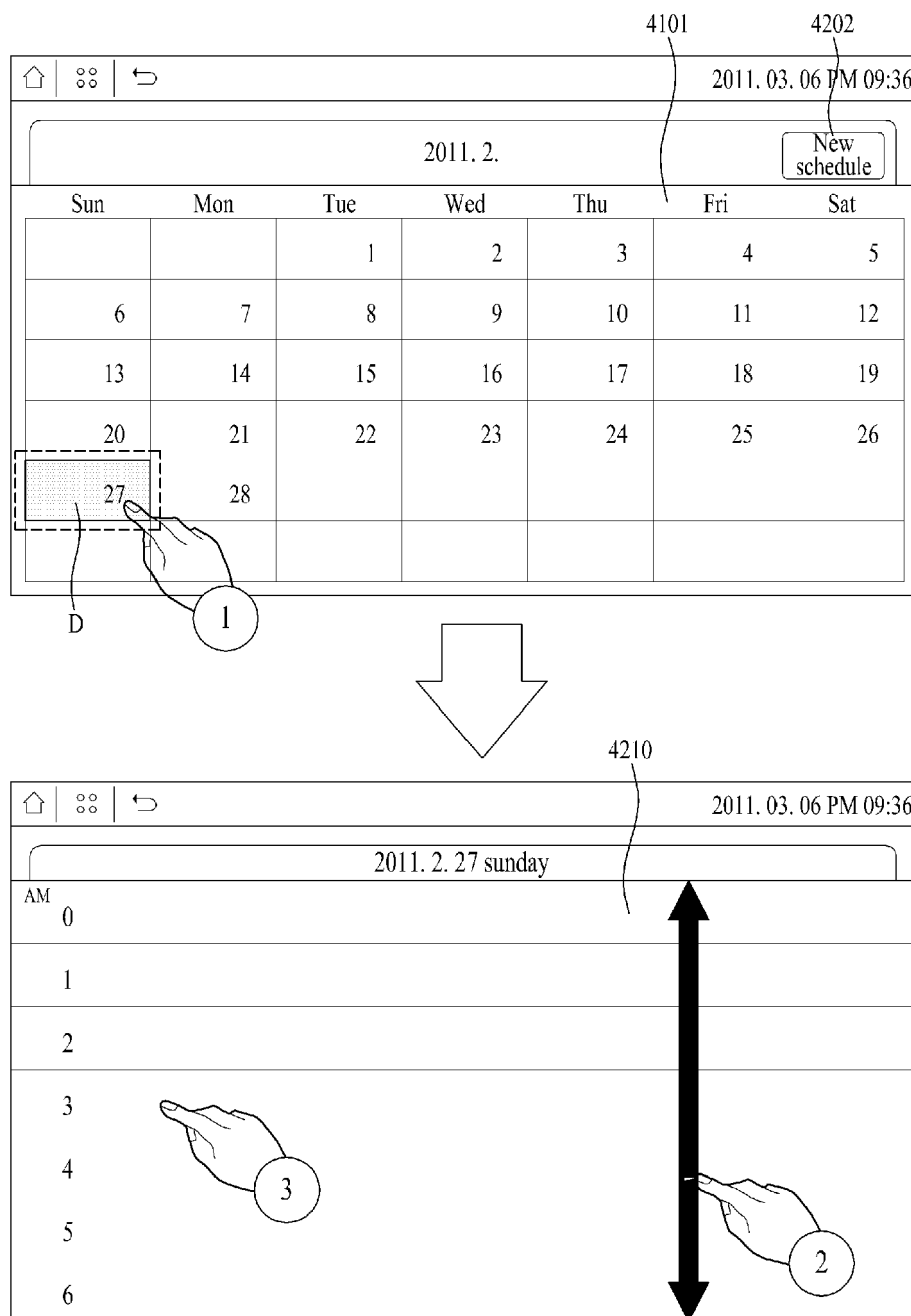 4101 4202
2011. 03. 06 PM 09:36
2011. 2.
New
schedule
Sun Mon Tue Wed Thu Fri Sat
1 2 3 4 5
6 7 8 9 10 11 12
13 14 15 16 17 18 19
20 21 22 23 24 25 26
27 28
D
1
4210
2011. 03. 06 PM 09:36
2011. 2. 27 sunday
AM
0
1
2
3
4
3
5
2
6